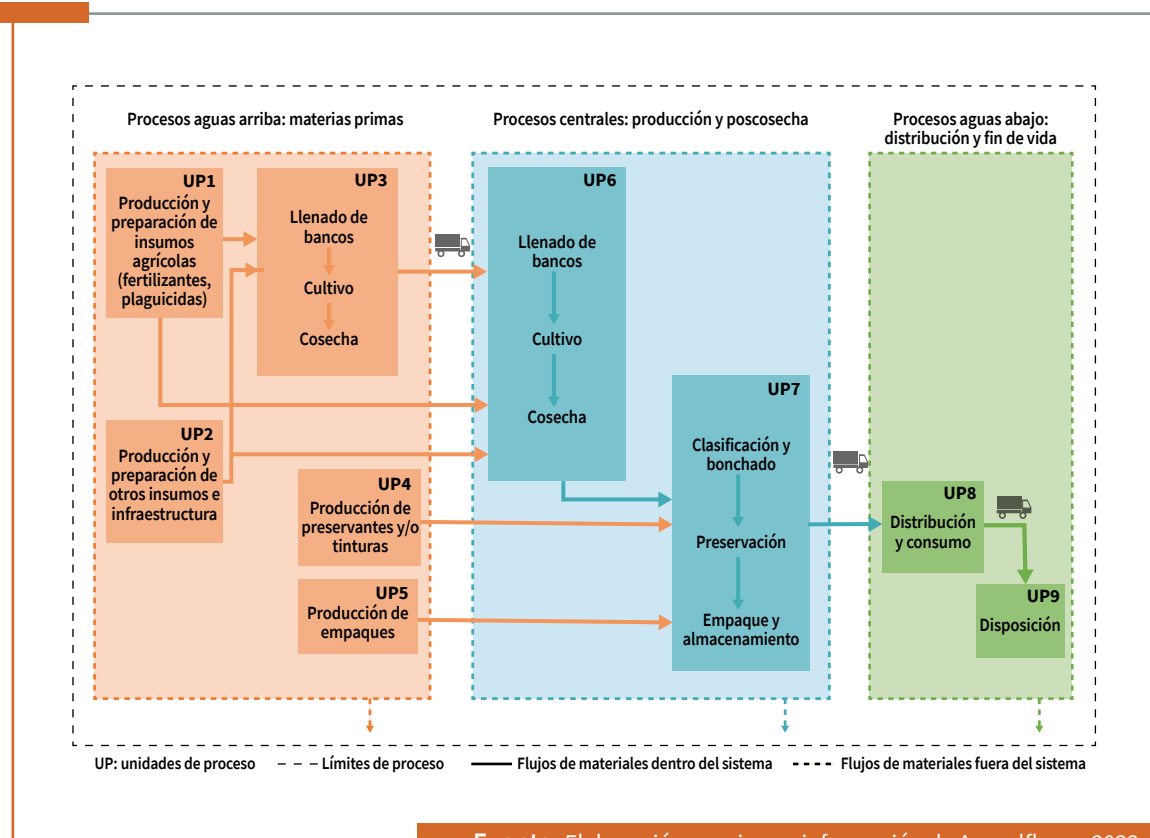 Procesos aguas arriba: materias primas
Procesos centrales: producción y poscosecha
Procesos aguas abajo:
distribución y fin de vida
UP1
Producción y
preparación de
insumos
agrícolas
(fertilizantes,
plaguicidas)
UP3
Llenado de
bancos
Cultivo
Cosecha
UP2
Producción y
preparación de
otros insumos e
infraestructura
UP4
Producción de
preservantes y/o
tinturas
UP5
Producción de
empaques
UP6
Llenado de
bancos
Cultivo
Cosecha
UP7
Clasificación y
bonchado
Preservación
Empaque y
almacenamiento
UP8
Distribución
y consumo
UP9
Disposición
UP: unidades de proceso
Límites de proceso
Flujos de materiales dentro del sistema
Flujos de materiales fuera del sistema